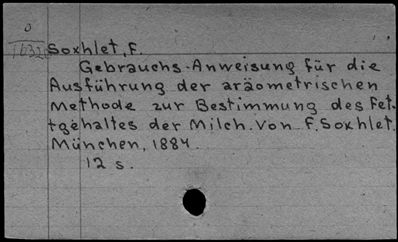 Soxhlet, F.
Gebrauchs-Anweisung für die
Ausführung der aräometrischen
Methode zur Bestimmung des Fet-
tgehaltes der Milch. Von F. Soxhlet.
München, 1884.
12 s.